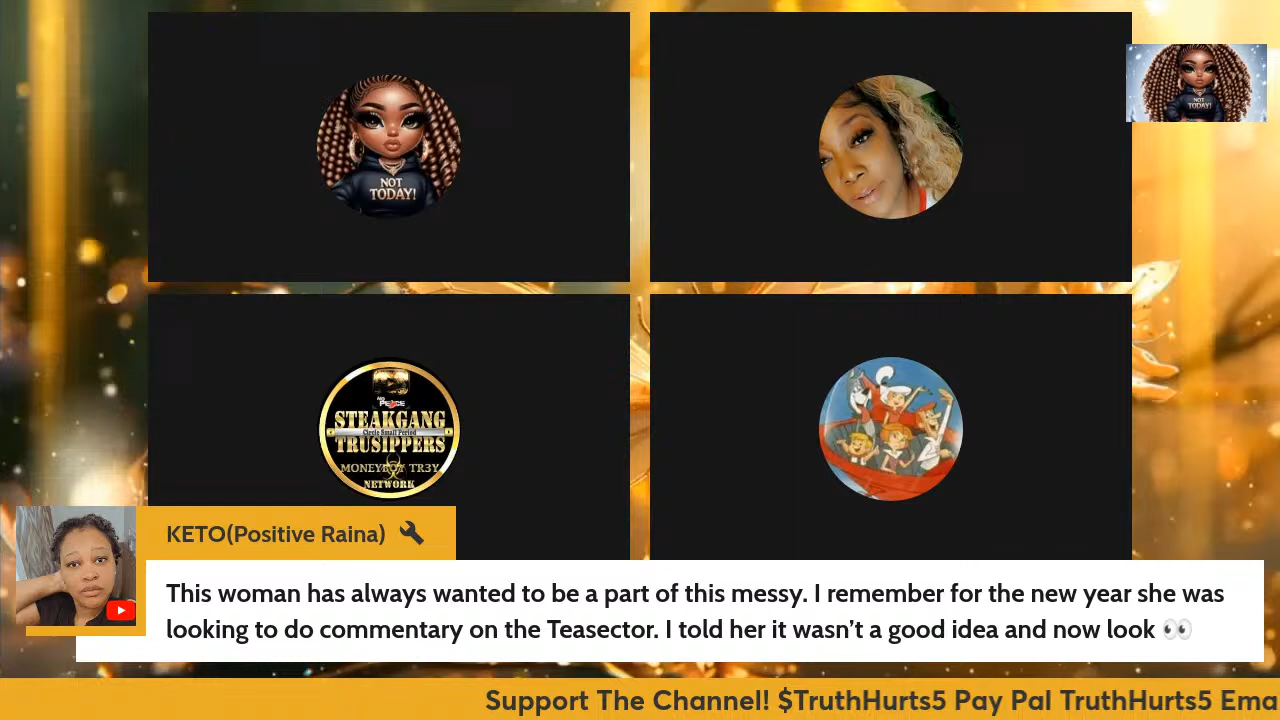 NOT
TODAY!
NOT
TODAY!
STEAKGANG
TRUSIPPERS
MONEYBOY TR3Y
NETWORK
KETO(Positive Raina)
This woman has always wanted to be a part of this messy. I remember for the new year she was
looking to do commentary on the Teasector. I told her it wasn’t a good idea and now look 👀
Support The Channel! $TruthHurts5 Pay Pal TruthHurts5 Ema